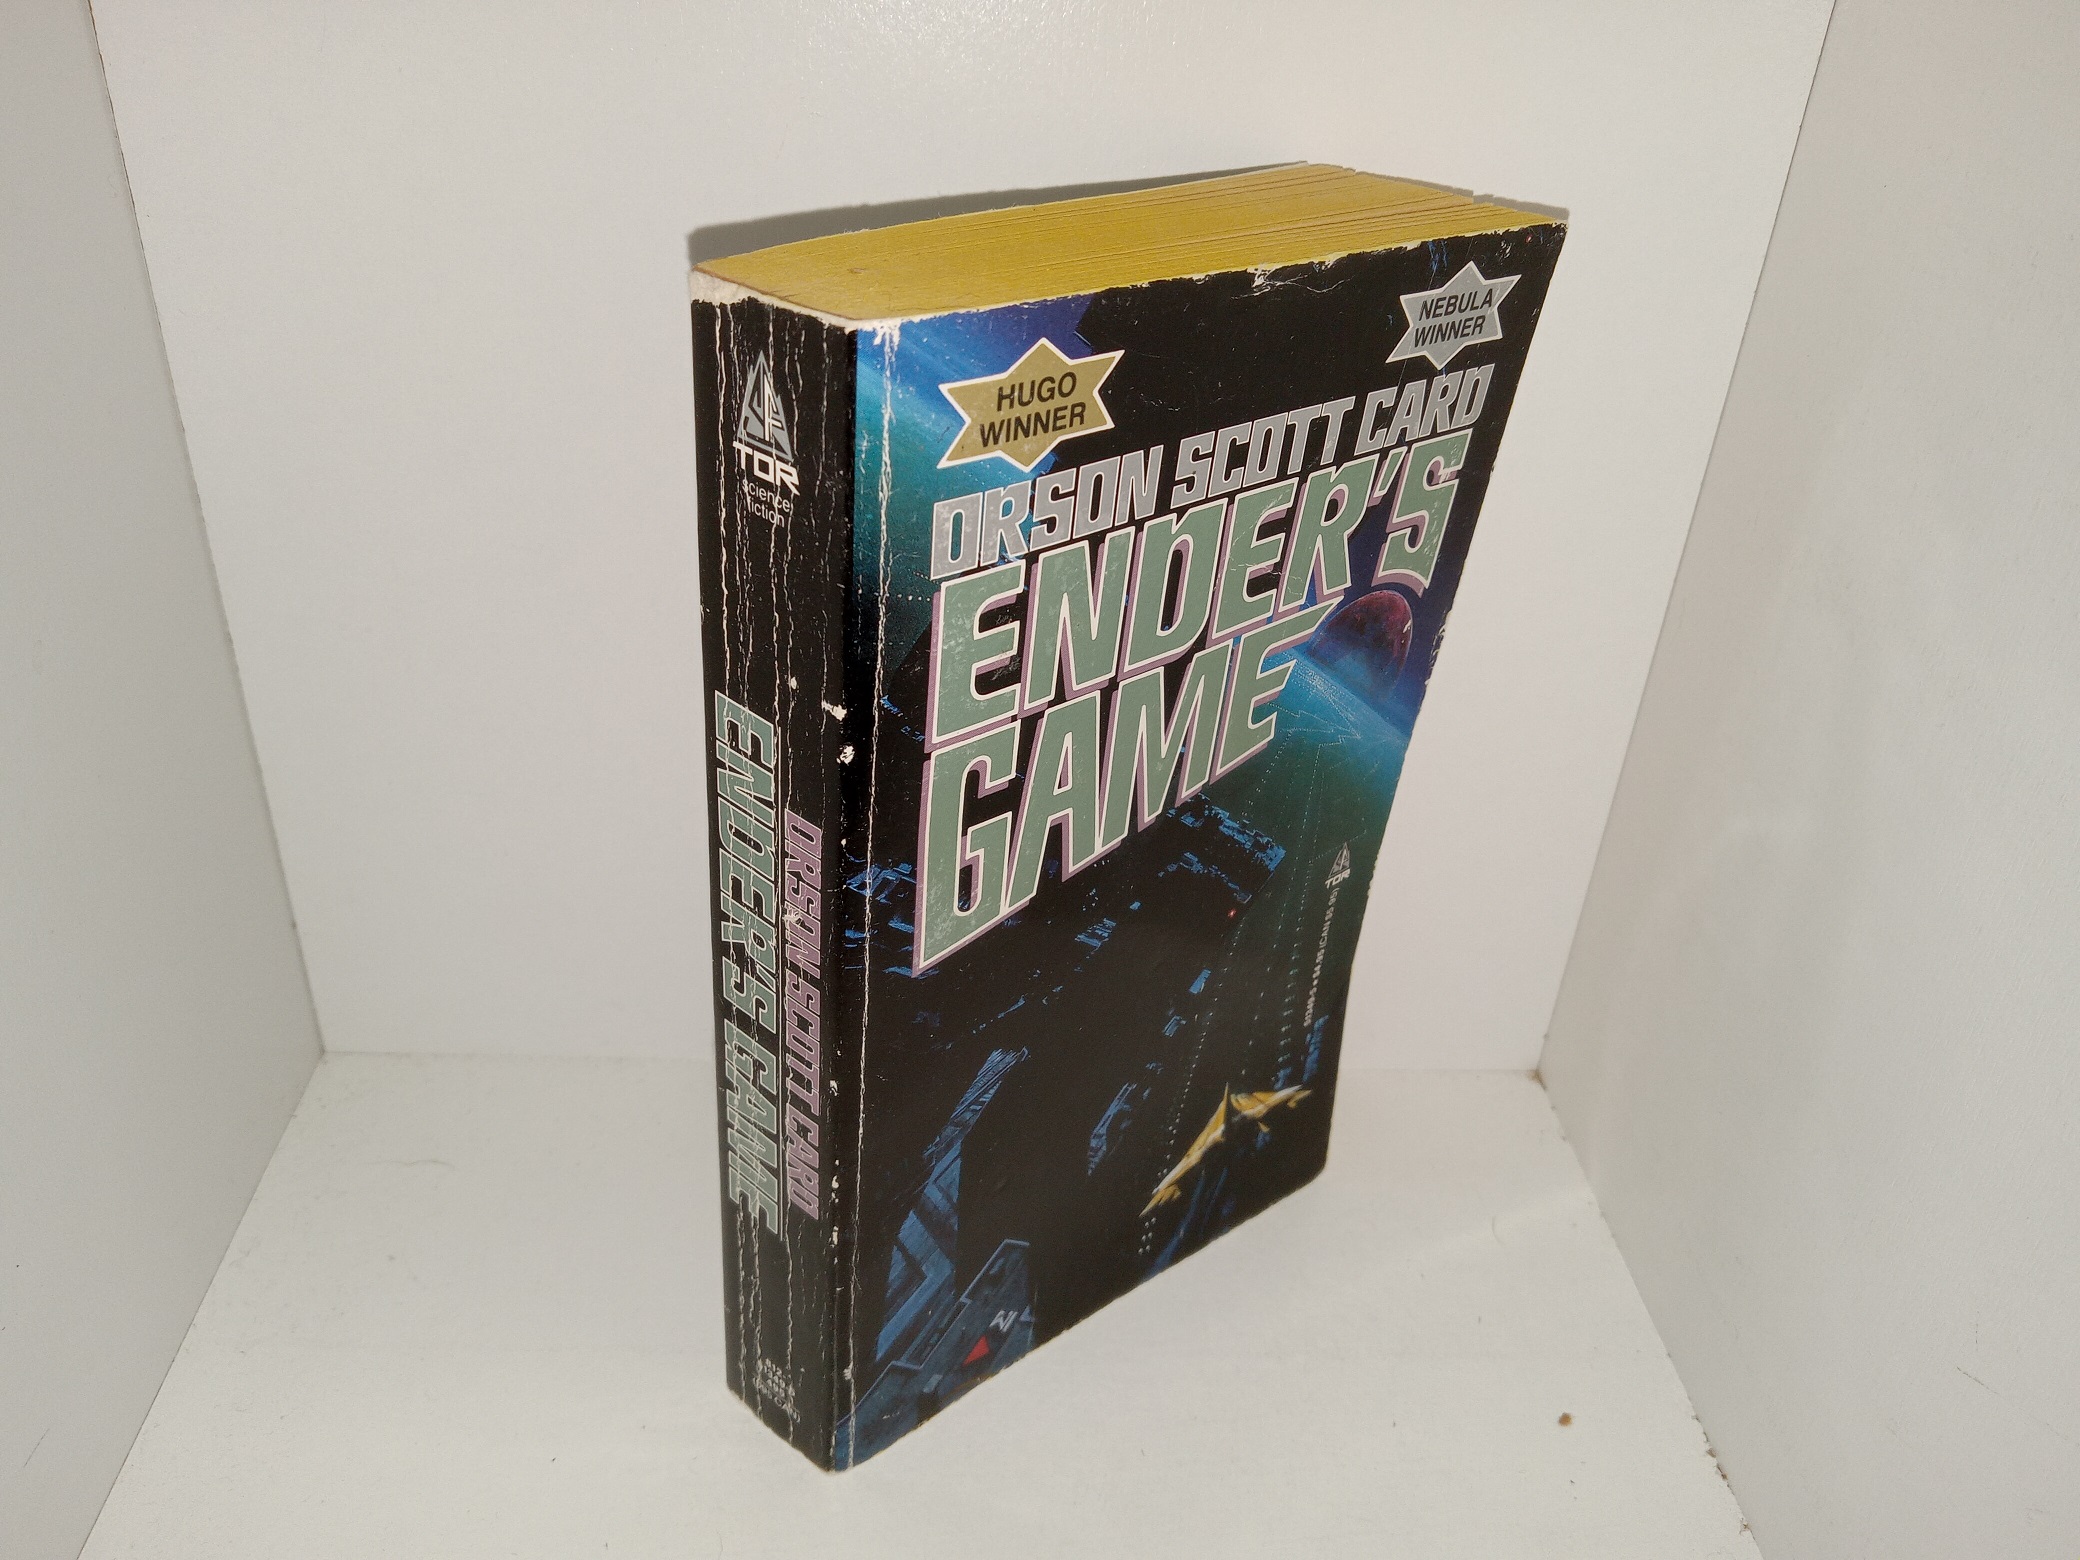 HUGO
WINNER
NEBULA
WINNER
ORSON SCOTT CARD
ENDER'S
GAME
TOR
TOR
science
fiction
ENDER'S GAME
ORSON SCOTT CARD